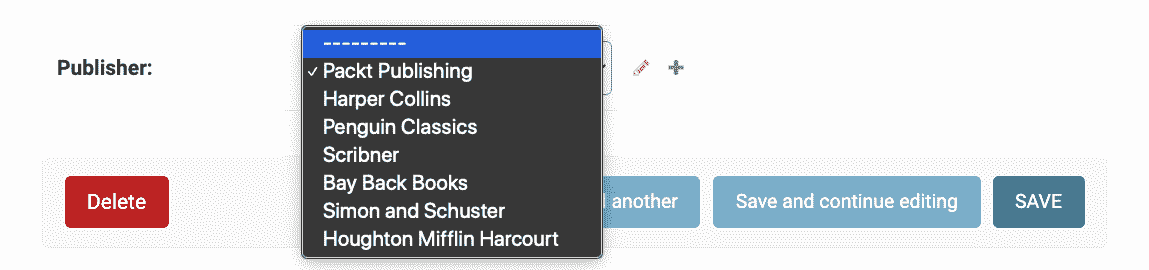 ---------
Publisher:
✓ Packt Publishing
Harper Collins
Penguin Classics
Scribner
Bay Back Books
Simon and Schuster
Houghton Mifflin Harcourt
Delete
another
Save and continue editing
SAVE